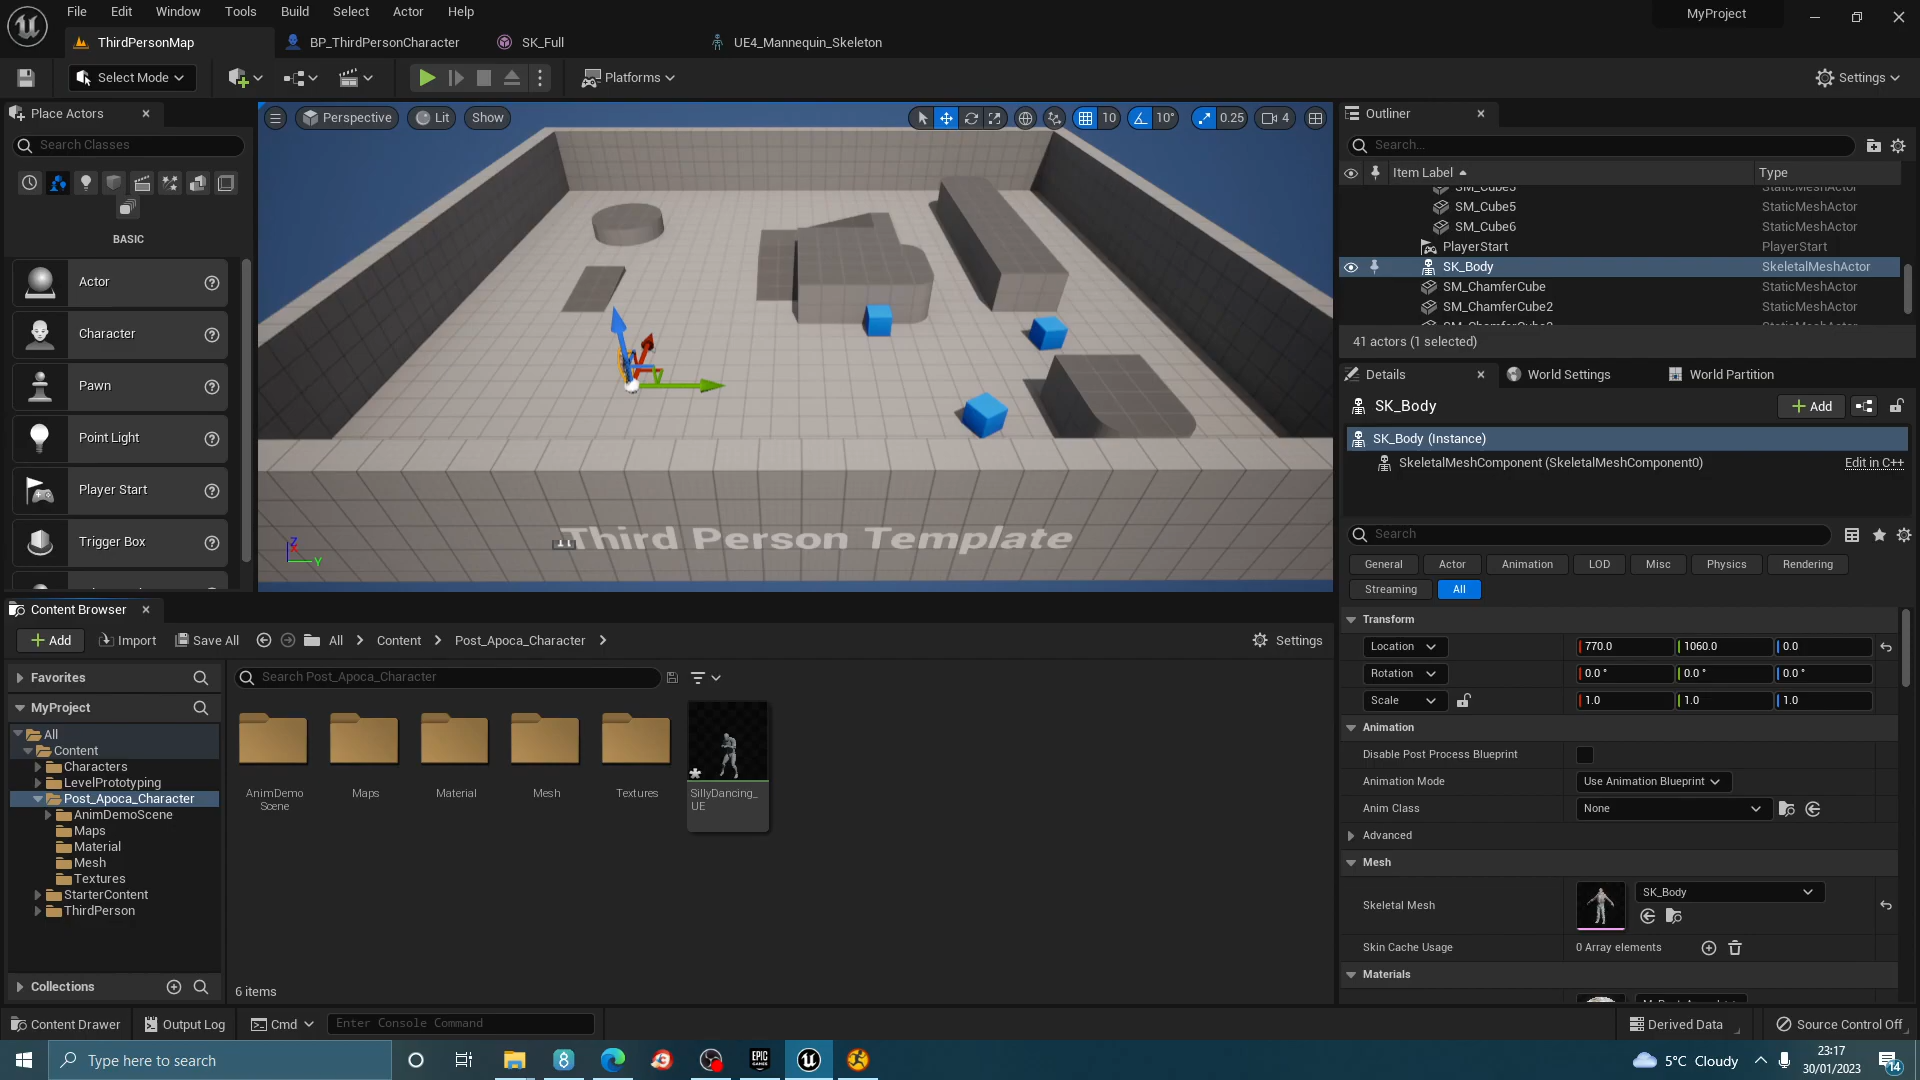 File Edit Window Tools Build Select Actor Help
MyProject
ThirdPersonMap
BP_ThirdPersonCharacter
SK_Full
UE4_Mannequin_Skeleton
Select Mode
Platforms
Settings
Place Actors
Search Classes
BASIC
Actor
Character
Pawn
Point Light
Player Start
Trigger Box
Perspective
Lit
Show
10
10°
0.25
4
Third Person Template
Z
X
Y
Outliner
Search...
Item Label
Type
SM_Cube5 StaticMeshActor
SM_Cube6 StaticMeshActor
PlayerStart PlayerStart
SK_Body SkeletalMeshActor
SM_ChamferCube StaticMeshActor
SM_ChamferCube2 StaticMeshActor
41 actors (1 selected)
Details
World Settings
World Partition
SK_Body
Add
SK_Body (Instance)
SkeletalMeshComponent (SkeletalMeshComponent0)
Edit in C++
Search
General
Actor
Animation
LOD
Misc
Physics
Rendering
Streaming
All
Transform
Location 770.0 1060.0 0.0
Rotation 0.0 ° 0.0 ° 0.0 °
Scale 1.0 1.0 1.0
Animation
Disable Post Process Blueprint
Animation Mode Use Animation Blueprint
Anim Class None
Advanced
Mesh
Skeletal Mesh SK_Body
Skin Cache Usage 0 Array elements
Materials
Content Browser
Add
Import
Save All
All
Content
Post_Apoca_Character
Settings
Favorites
MyProject
All
Content
Characters
LevelPrototyping
Post_Apoca_Character
AnimDemoScene
Maps
Material
Mesh
Textures
StarterContent
ThirdPerson
Collections
Search Post_Apoca_Character
AnimDemo
Scene
Maps
Material
Mesh
Textures
SillyDancing_
UE
6 items
Content Drawer
Output Log
Cmd
Enter Console Command
Derived Data
Source Control Off
Type here to search
EPIC
GAMES
5°C Cloudy
23:17
30/01/2023
14